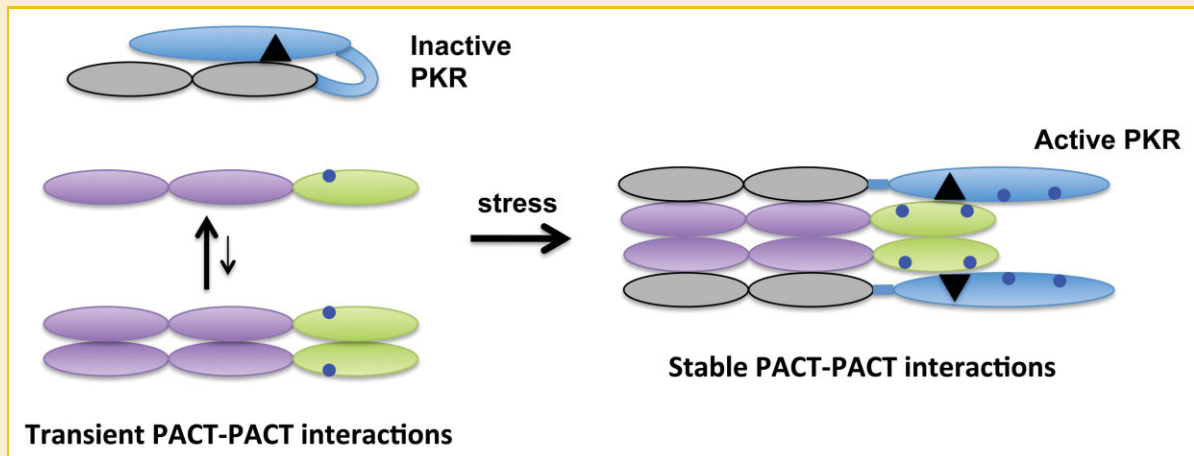 Inactive
PKR
Active PKR
stress
Stable PACT-PACT interactions
Transient PACT-PACT interactions